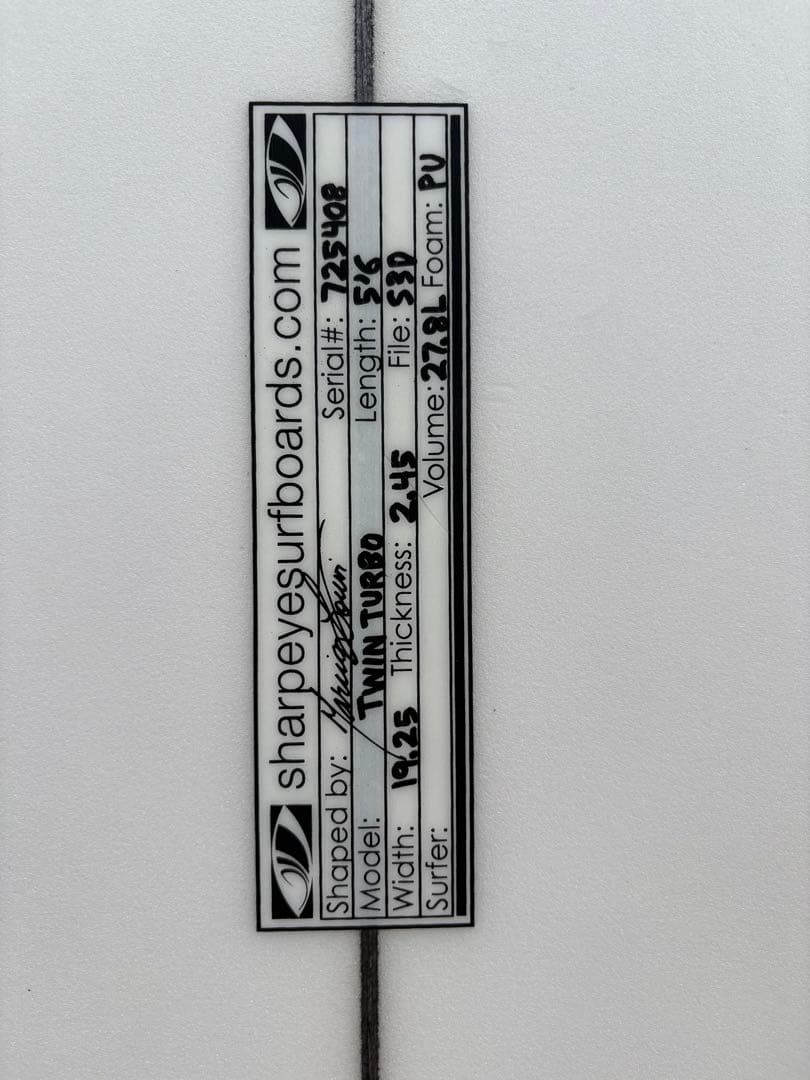 sharpeyesurfboards.com
Shaped by: Serial#: 725408
Model: TWIN TURBO Length: 5'6
Width: 19.25 Thickness: 2.45 File: S3D
Surfer: Volume: 27.8L Foam: PU